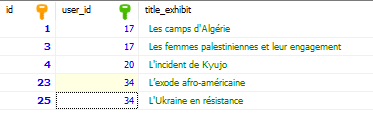 id user_id title_exhibit
1 17 Les camps d'Algérie
3 17 Les femmes palestiniennes et leur engagement
4 20 L'incident de Kyujo
23 34 L'exode afro-américaine
25 34 L'Ukraine en résistance